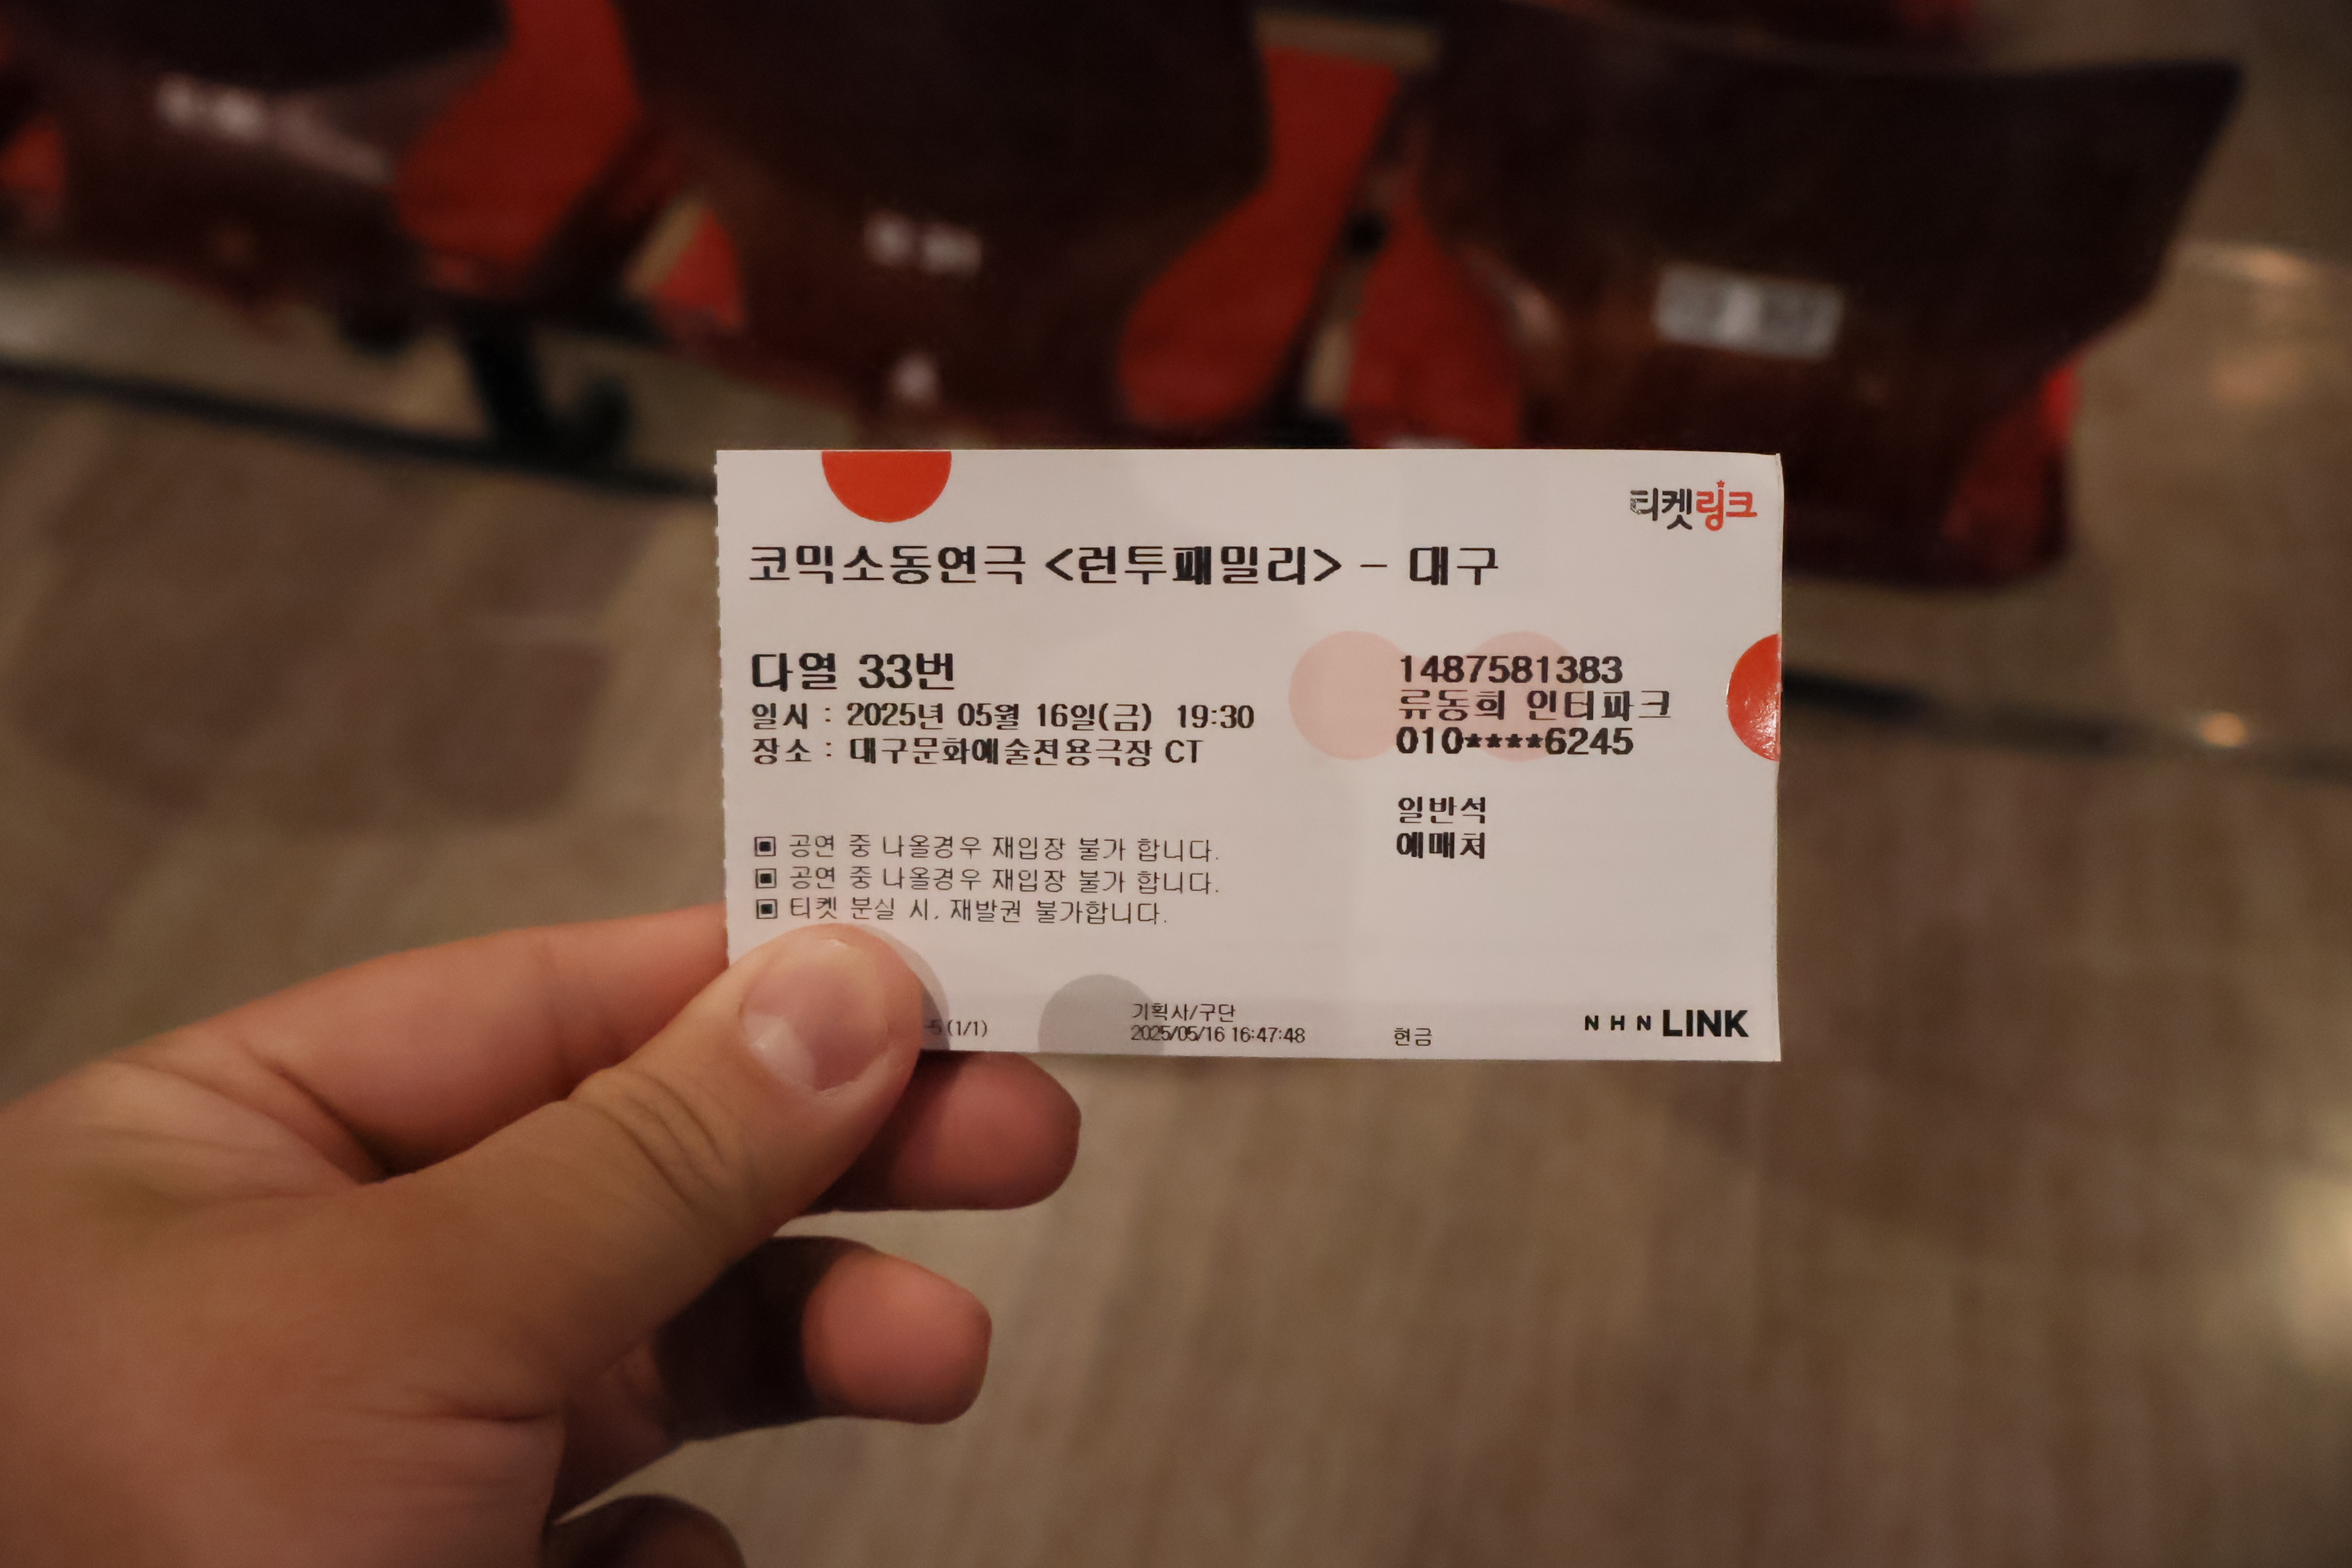 티켓링크
코믹소동연극 <런투패밀리> - 대구
다열 33번
일시 : 2025년 05월 16일(금) 19:30
장소 : 대구문화예술전용극장 CT
1487581383
류동희 인터파크
010****6245
일반석
예매처
▣ 공연 중 나올경우 재입장 불가 합니다.
▣ 공연 중 나올경우 재입장 불가 합니다.
▣ 티켓 분실 시, 재발권 불가합니다.
-5 (1/1)
기획사/구단
2025/05/16 16:47:48
현금
NHN LINK